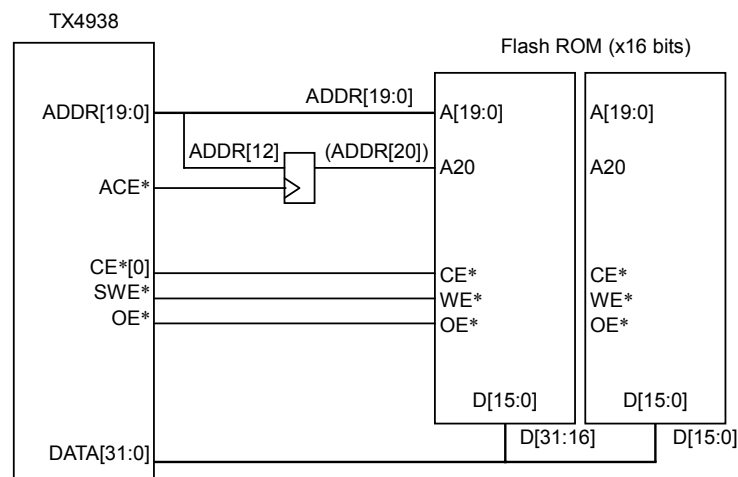 TX4938
Flash ROM (x16 bits)
ADDR[19:0]
ADDR[19:0]
A[19:0]
A[19:0]
ADDR[12]
(ADDR[20])
A20
A20
ACE*
CE*[0]
CE*
CE*
SWE*
WE*
WE*
OE*
OE*
OE*
D[15:0]
D[15:0]
D[31:16]
D[15:0]
DATA[31:0]